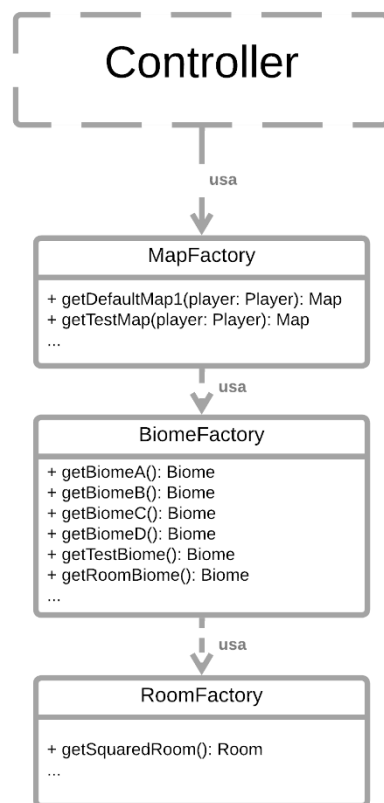 Controller
usa
MapFactory
+ getDefaultMap1(player: Player): Map
+ getTestMap(player: Player): Map
...
usa
BiomeFactory
+ getBiomeA(): Biome
+ getBiomeB(): Biome
+ getBiomeC(): Biome
+ getBiomeD(): Biome
+ getTestBiome(): Biome
+ getRoomBiome(): Biome
...
usa
RoomFactory
+ getSquaredRoom(): Room
...